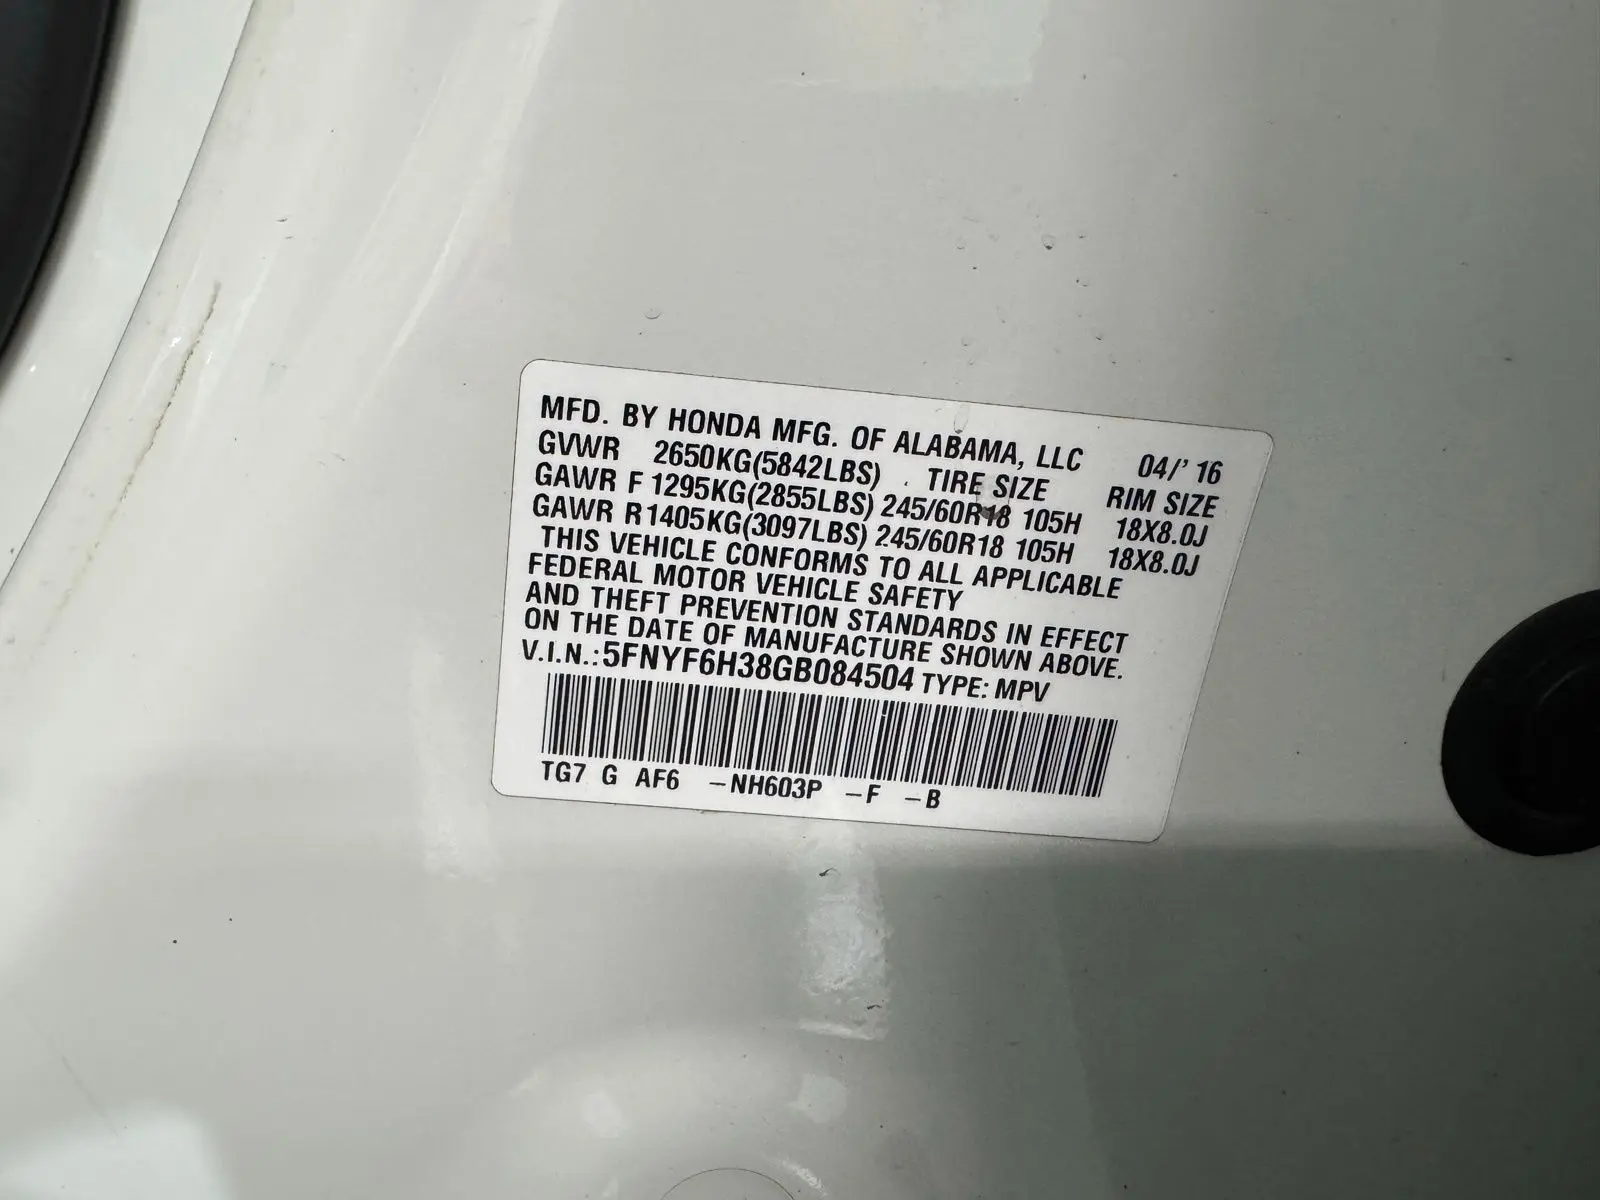 MFD. BY HONDA MFG. OF ALABAMA, LLC 04/' 16
GVWR 2650KG(5842LBS) TIRE SIZE RIM SIZE
GAWR F 1295KG(2855LBS) 245/60R18 105H 18X8.0J
GAWR R1405KG(3097LBS) 245/60R18 105H 18X8.0J
THIS VEHICLE CONFORMS TO ALL APPLICABLE
FEDERAL MOTOR VEHICLE SAFETY
AND THEFT PREVENTION STANDARDS IN EFFECT
ON THE DATE OF MANUFACTURE SHOWN ABOVE.
V.I.N.:5FNYF6H38GB084504 TYPE: MPV
TG7 G AF6 -NH603P -F -B